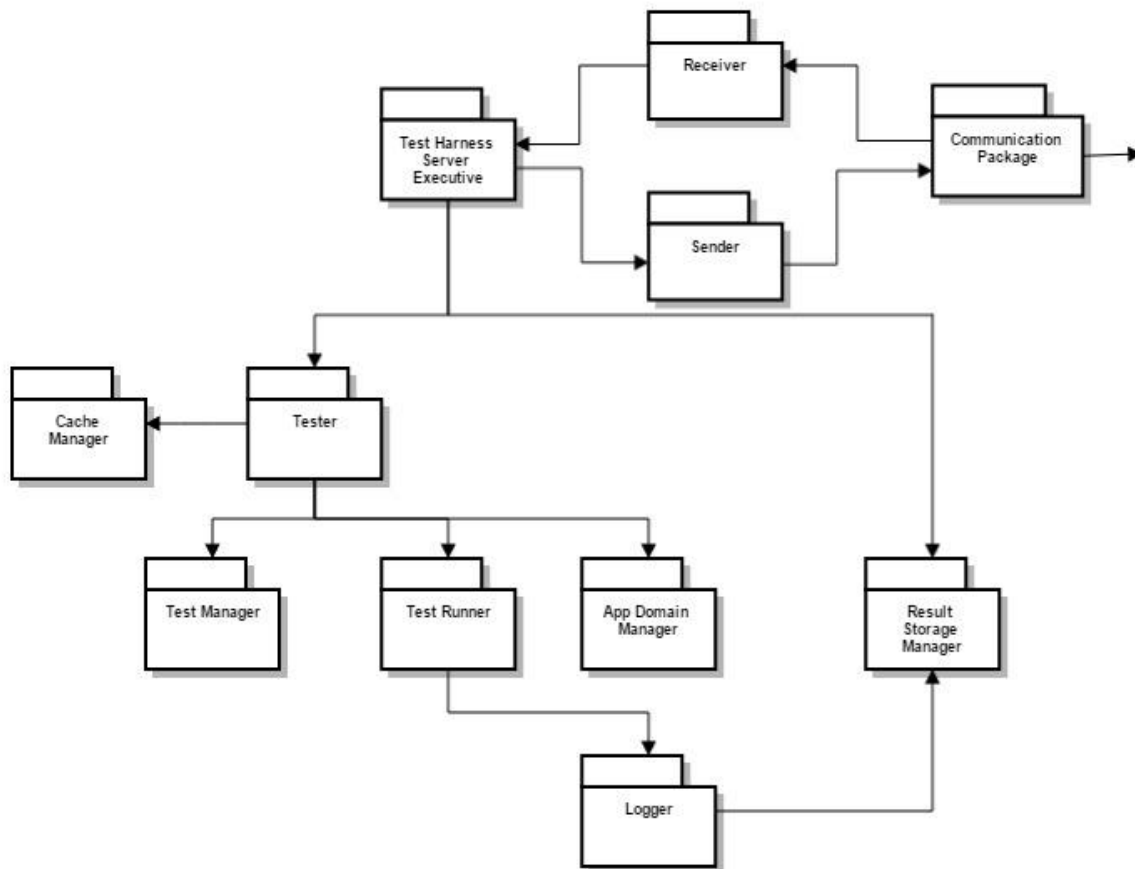 Receiver
Test Harness
Server
Executive
Communication
Package
Sender
Cache
Manager
Tester
Test Manager
Test Runner
App Domain
Manager
Result
Storage
Manager
Logger